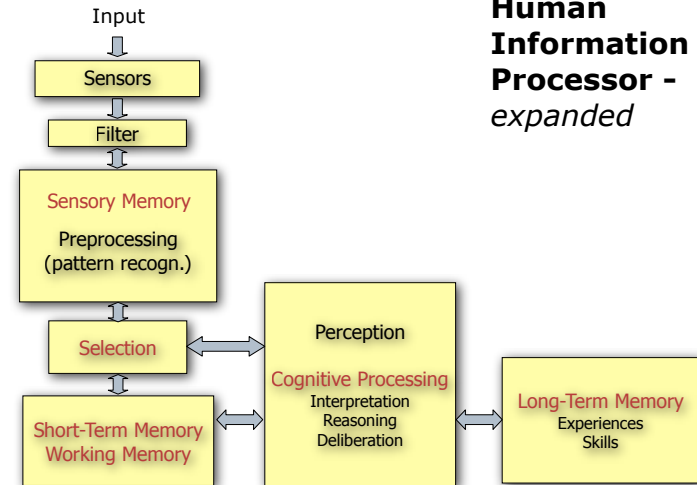 Input
Human
Information
Processor -
expanded
Sensors
Filter
Sensory Memory
Preprocessing
(pattern recogn.)
Selection
Short-Term Memory
Working Memory
Perception
Cognitive Processing
Interpretation
Reasoning
Deliberation
Long-Term Memory
Experiences
Skills